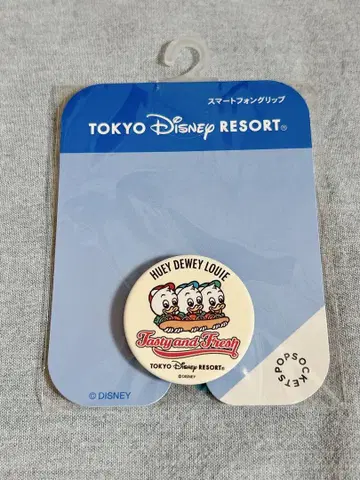 スマートフォングリップ
TOKYO Disney RESORT®
HUEY DEWEY LOUIE
Tasty and Fresh
TOKYO Disney RESORT®
©DISNEY
© DISNEY
POPSOCKETS